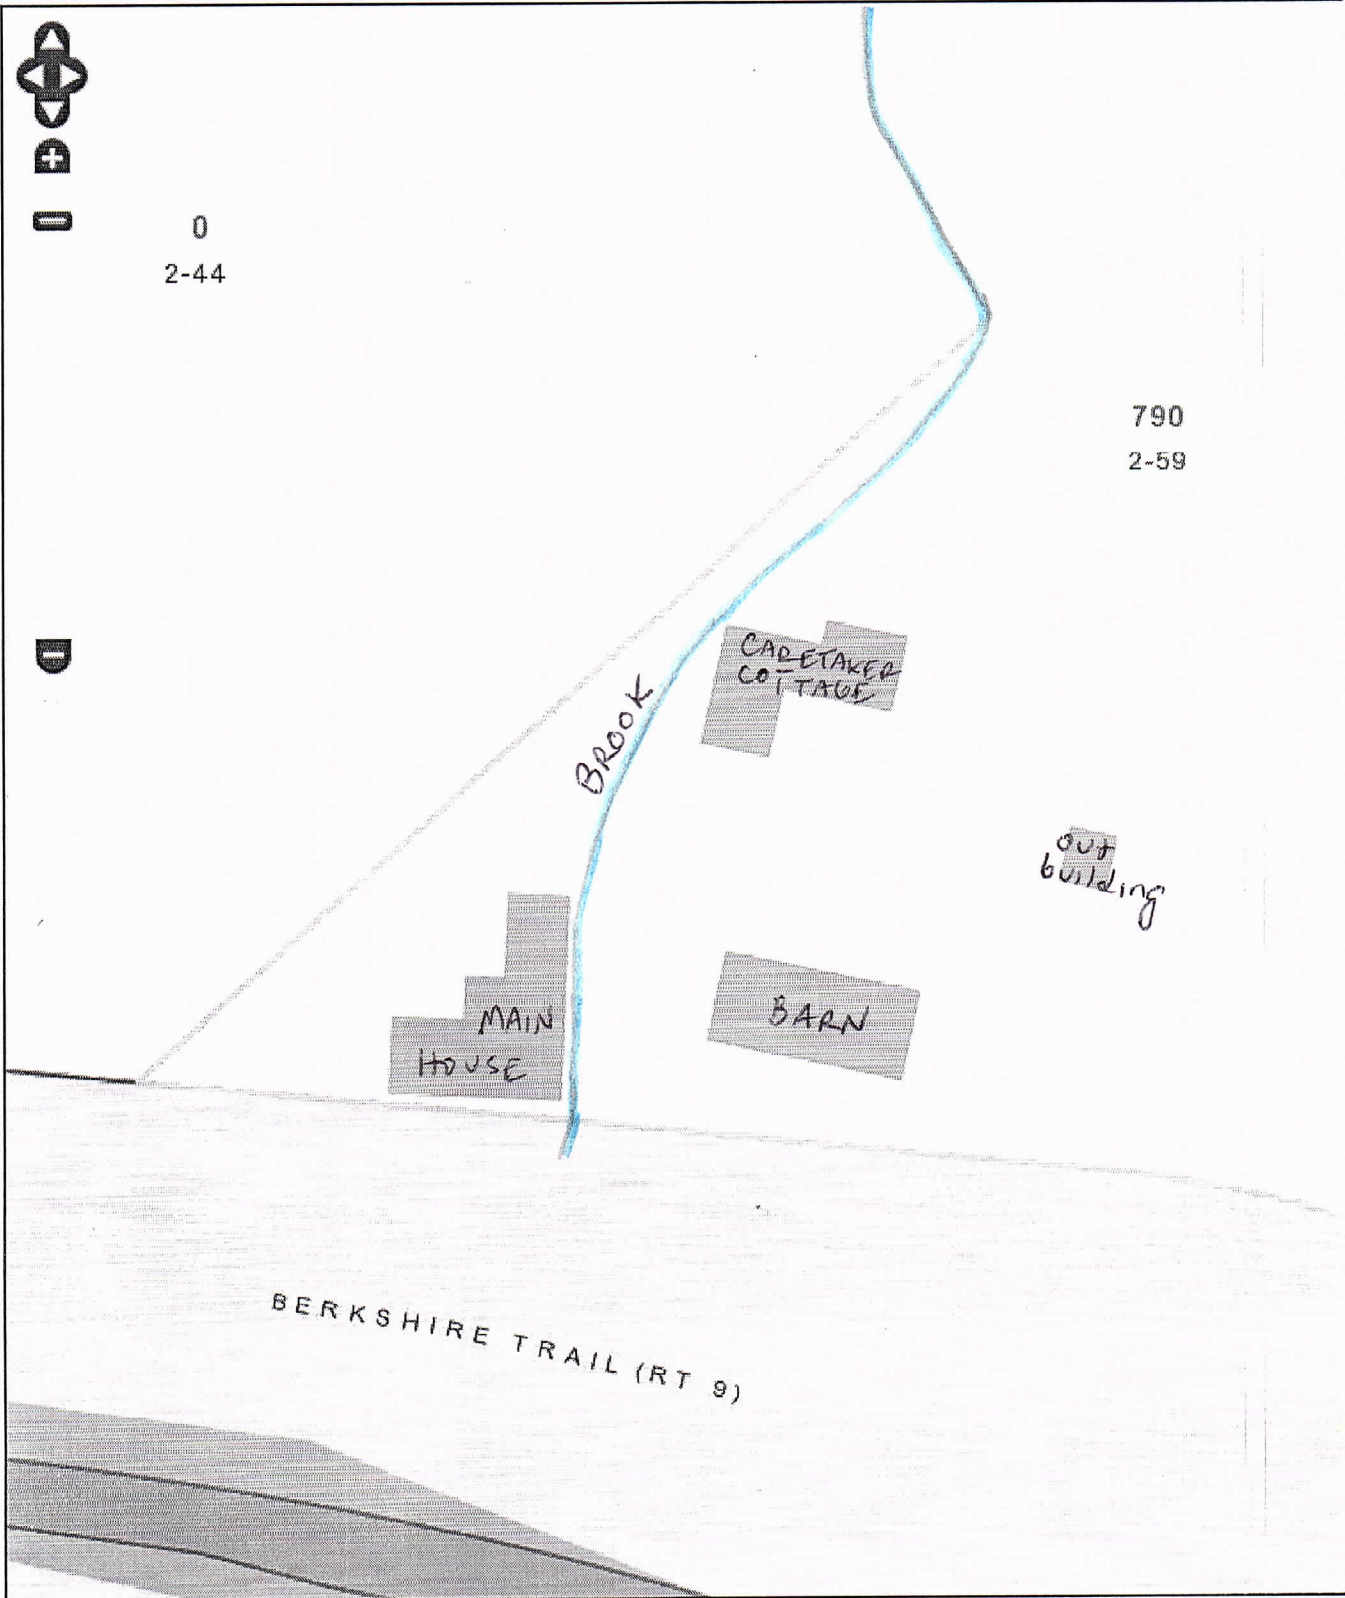 0
2-44
790
2-59
CARETAKER
COTTAGE
BROOK
out
building
MAIN
HOUSE
BARN
BERKSHIRE TRAIL (RT 9)